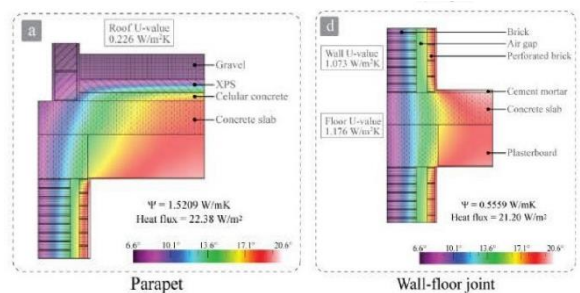 a
Roof U-value
0.226 W/m²K
Gravel
XPS
Celular concrete
Concrete slab
Ψ = 1.5209 W/mK
Heat flux = 22.38 W/m²
6.6° 10.1° 13.6° 17.1° 20.6°
Parapet
d
Brick
Air gap
Perforated brick
Wall U-value
1.073 W/m²K
Cement mortar
Concrete slab
Floor U-value
1.176 W/m²K
Plasterboard
Ψ = 0.5559 W/mK
Heat flux = 21.20 W/m²
6.6° 10.1° 13.6° 17.1° 20.6°
Wall-floor joint